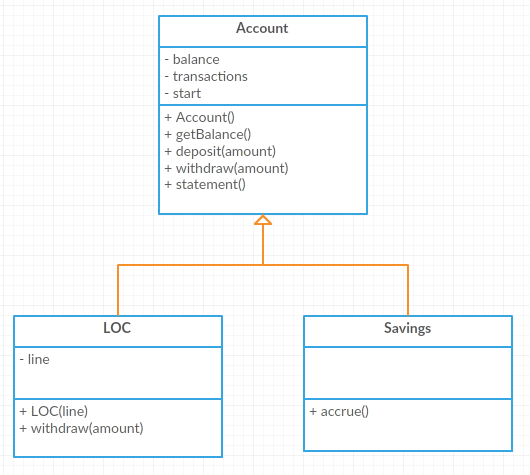 Account
- balance
- transactions
- start
+ Account()
+ getBalance()
+ deposit(amount)
+ withdraw(amount)
+ statement()
LOC
- line
+ LOC(line)
+ withdraw(amount)
Savings
+ accrue()